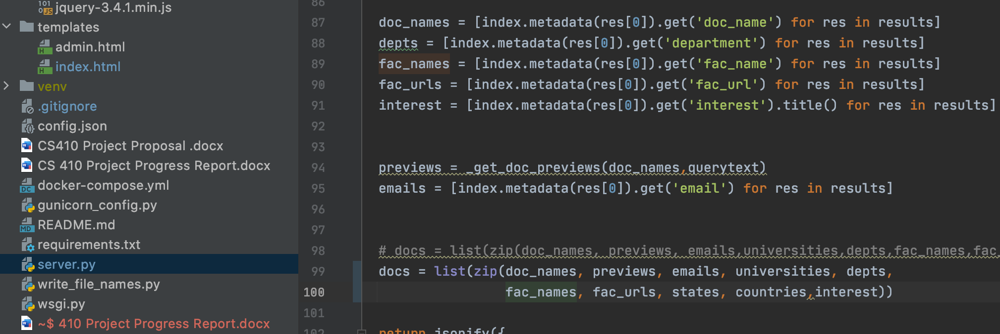 jquery-3.4.1.min.js
templates
admin.html
index.html
venv
.gitignore
config.json
CS410 Project Proposal .docx
CS 410 Project Progress Report.docx
docker-compose.yml
gunicorn_config.py
README.md
requirements.txt
server.py
write_file_names.py
wsgi.py
~$ 410 Project Progress Report.docx
86
87 doc_names = [index.metadata(res[0]).get('doc_name') for res in results]
88 depts = [index.metadata(res[0]).get('department') for res in results]
89 fac_names = [index.metadata(res[0]).get('fac_name') for res in results]
90 fac_urls = [index.metadata(res[0]).get('fac_url') for res in results]
91 interest = [index.metadata(res[0]).get('interest').title() for res in results]
92
93
94 previews = _get_doc_previews(doc_names,querytext)
95 emails = [index.metadata(res[0]).get('email') for res in results]
96
97
98 # docs = list(zip(doc_names, previews, emails,universities,depts,fac_names,fac_
99 docs = list(zip(doc_names, previews, emails, universities, depts,
100 fac_names, fac_urls, states, countries,interest))
101
102 return jsonify({